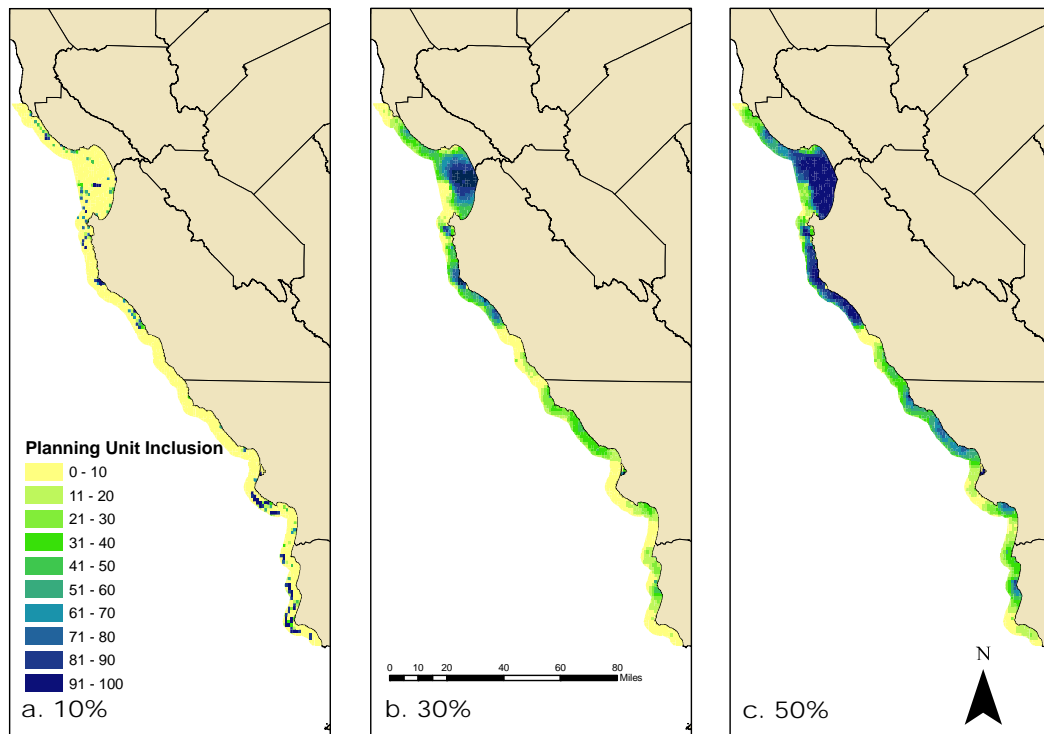 Planning Unit Inclusion
0 - 10
11 - 20
21 - 30
31 - 40
41 - 50
51 - 60
61 - 70
71 - 80
81 - 90
91 - 100
a. 10%
0 10 20 40 60 80
Miles
b. 30%
N
c. 50%